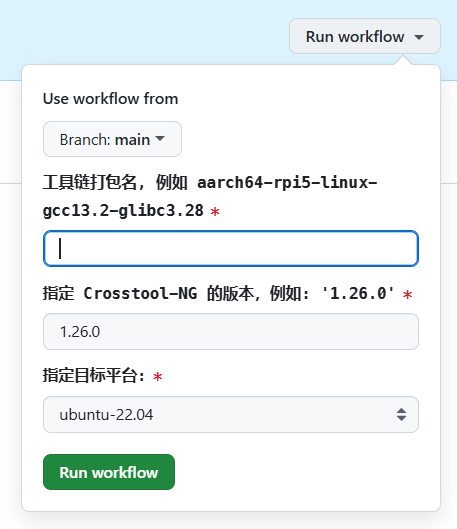 Run workflow
Use workflow from
Branch: main
工具链打包名，例如 aarch64-rpi5-linux-
gcc13.2-glibc3.28 *
指定 Crosstool-NG 的版本，例如：'1.26.0' *
1.26.0
指定目标平台：*
ubuntu-22.04
Run workflow